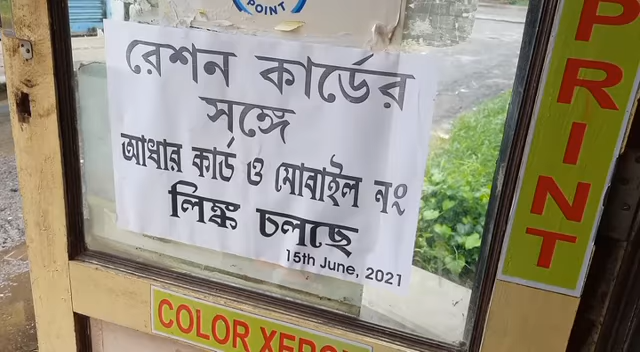 POINT
রেশন কার্ডের
সঙ্গে
আধার কার্ড ও মোবাইল নং
লিঙ্ক চলছে
15th June, 2021
PRINT
COLOR XEROX